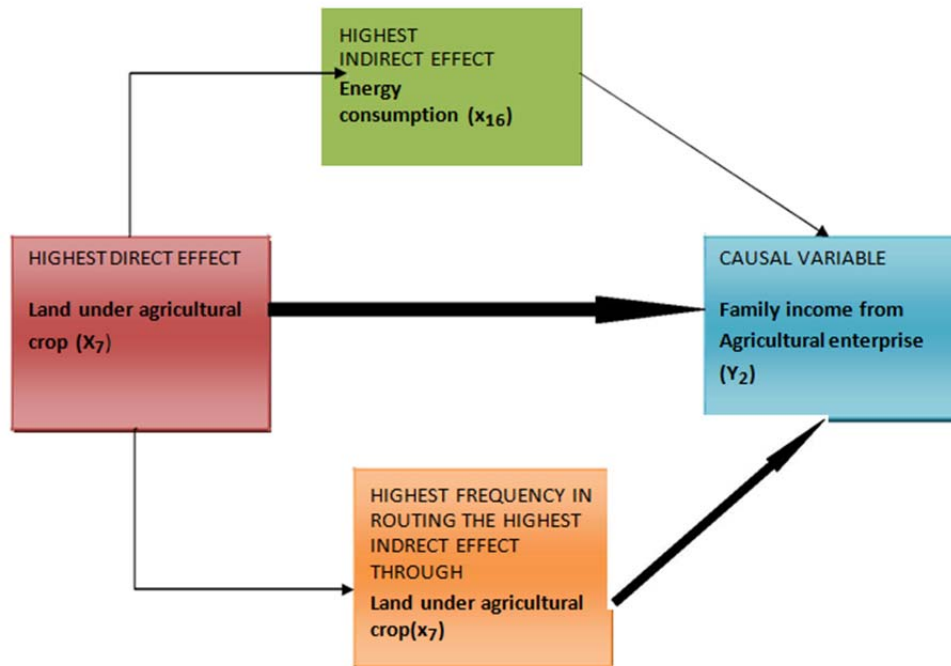 HIGHEST
INDIRECT EFFECT
Energy
consumption (x16)
HIGHEST DIRECT EFFECT
Land under agricultural
crop (X7)
CAUSAL VARIABLE
Family income from
Agricultural enterprise
(Y2)
HIGHEST FREQUENCY IN
ROUTING THE HIGHEST
INDRECT EFFECT
THROUGH
Land under agricultural
crop(x7)